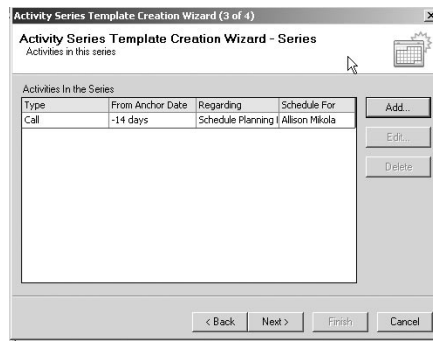 Activity Series Template Creation Wizard (3 of 4)
Activity Series Template Creation Wizard - Series
Activities in this series
Activities In the Series
Type From Anchor Date Regarding Schedule For
Call -14 days Schedule Planning Allison Mikola
Add...
Edit...
Delete
< Back Next > Finish Cancel